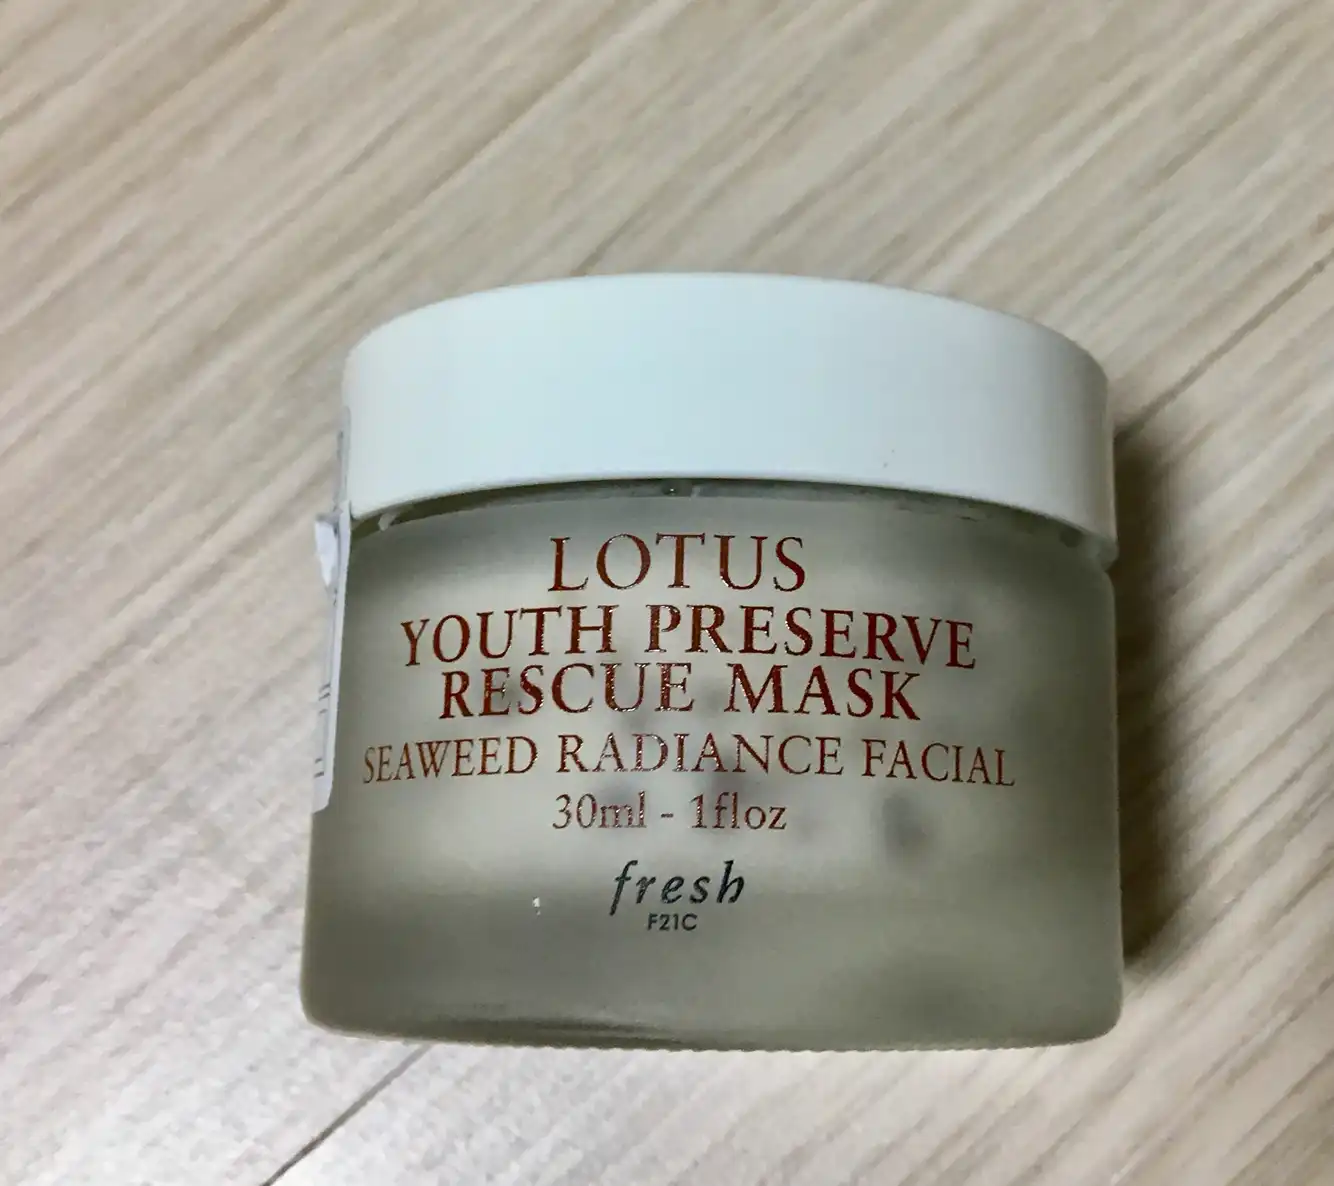 LOTUS
YOUTH PRESERVE
RESCUE MASK
SEAWEED RADIANCE FACIAL
30ml - 1floz
fresh
F21C